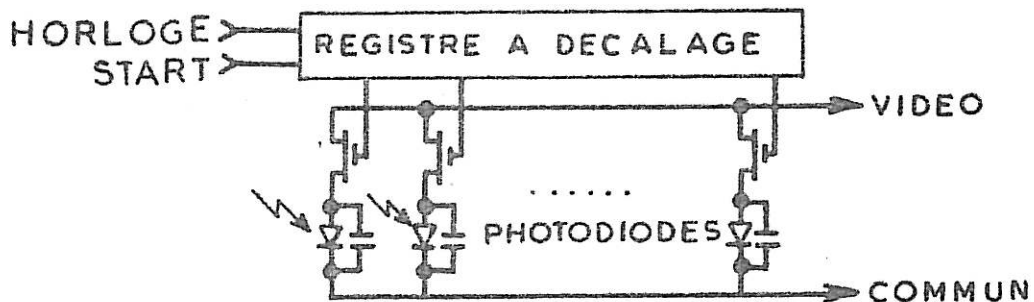 HORLOGE
REGISTRE A DECALAGE
START
VIDEO
......
PHOTODIODES
COMMUN